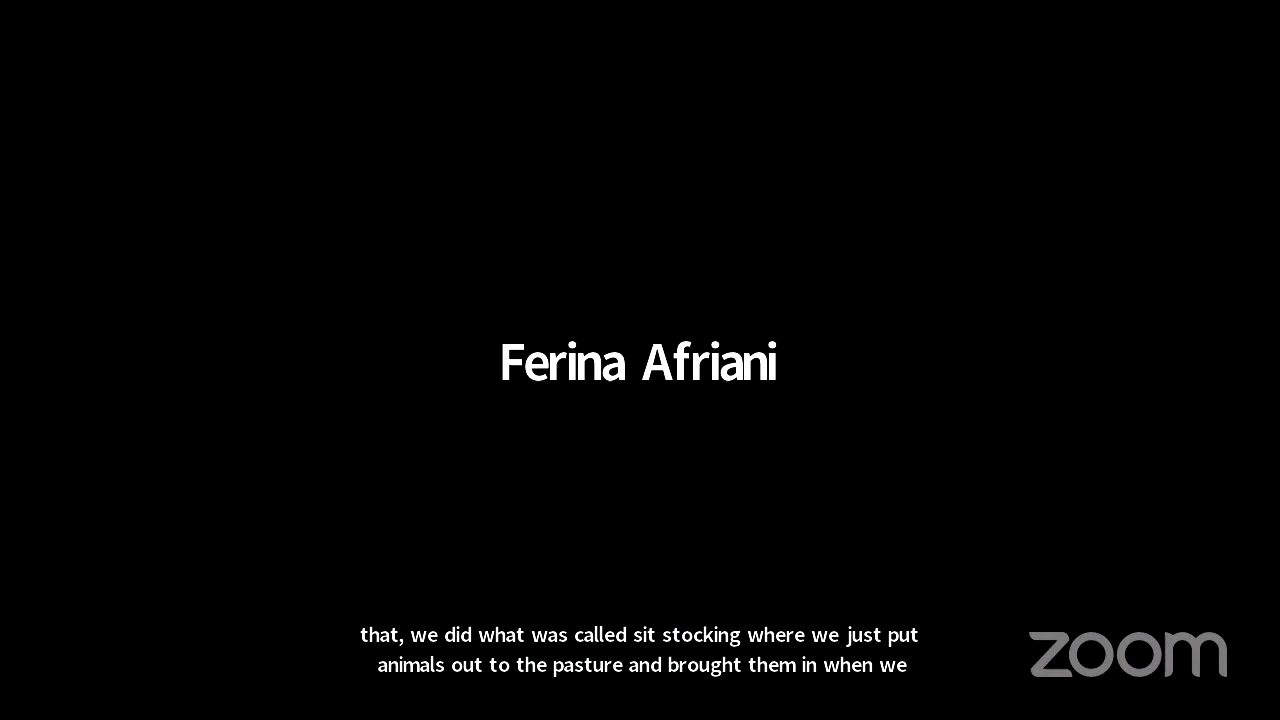 Ferina Afriani
that, we did what was called sit stocking where we just put
animals out to the pasture and brought them in when we
zoom